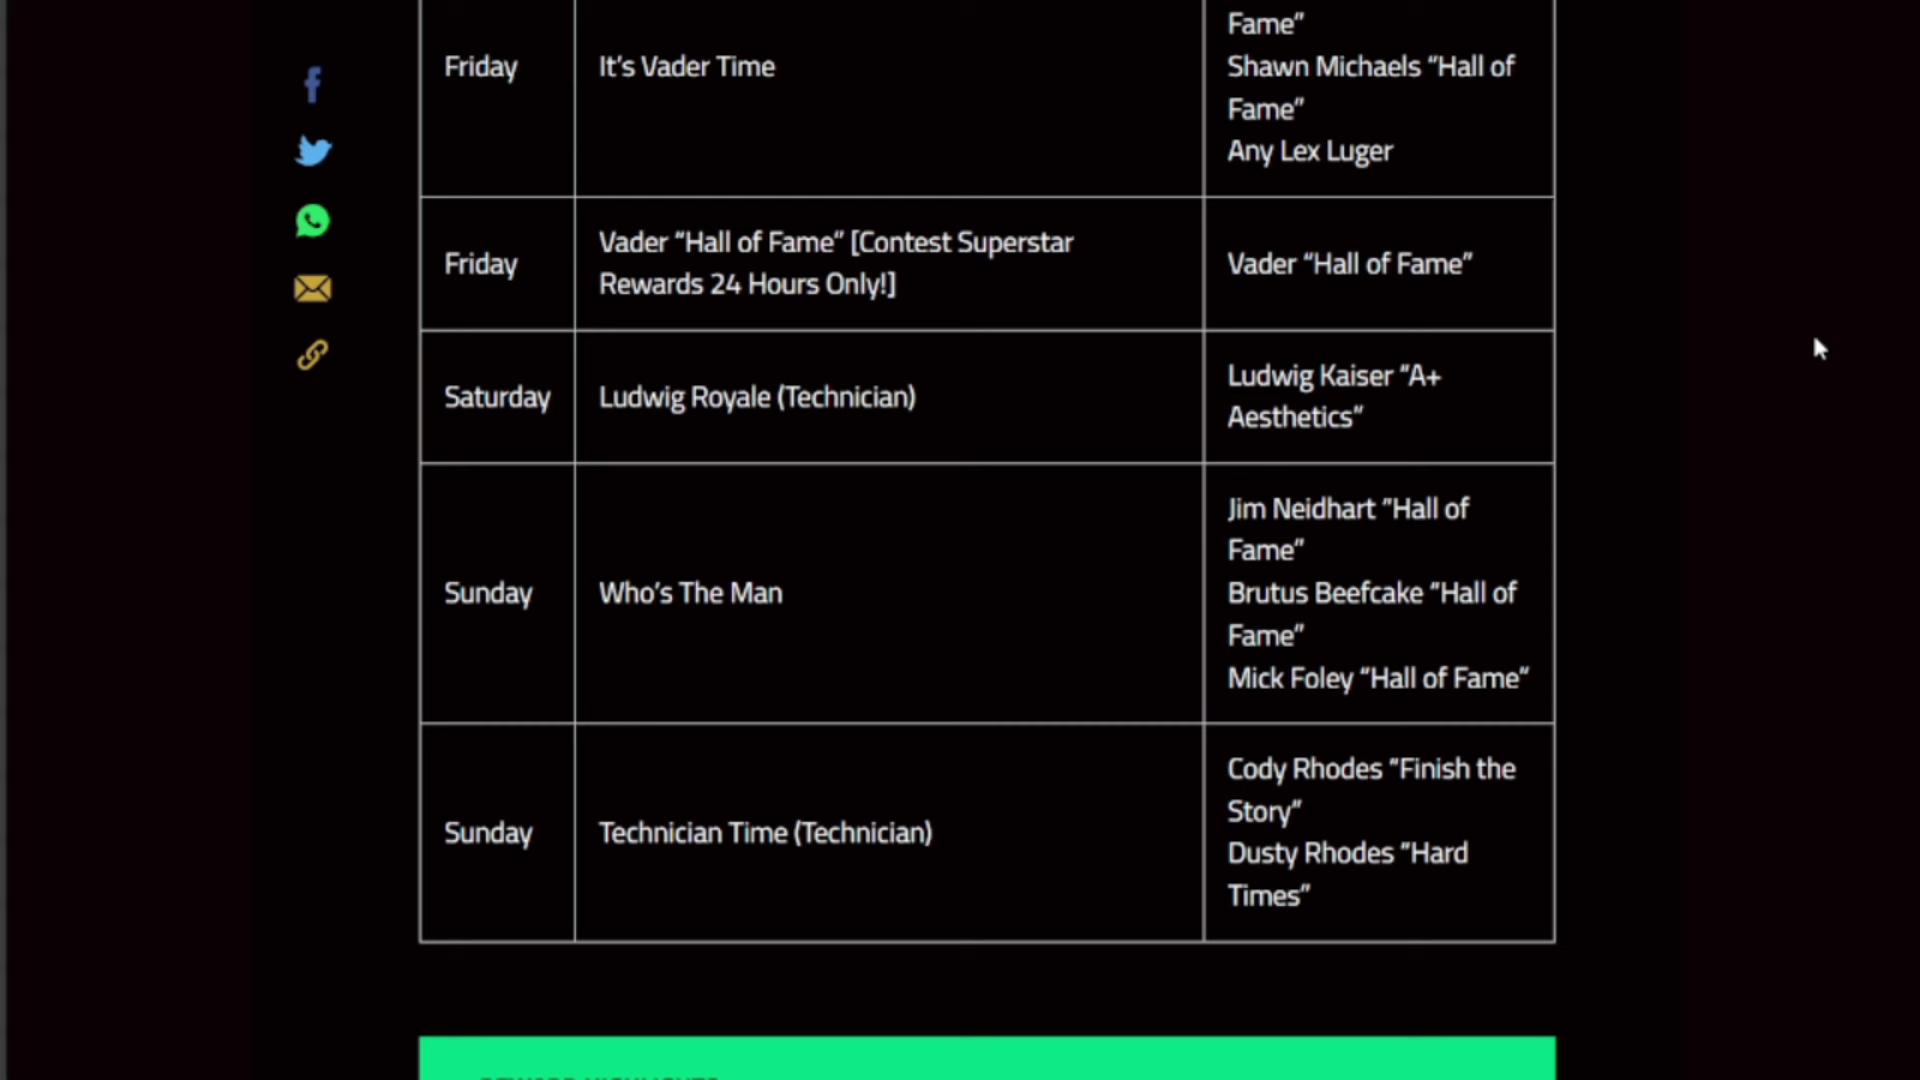 Fame”
Friday
It’s Vader Time
Shawn Michaels “Hall of
Fame”
Any Lex Luger
Friday
Vader “Hall of Fame” [Contest Superstar
Rewards 24 Hours Only!]
Vader “Hall of Fame”
Saturday
Ludwig Royale (Technician)
Ludwig Kaiser “A+
Aesthetics”
Sunday
Who’s The Man
Jim Neidhart “Hall of
Fame”
Brutus Beefcake “Hall of
Fame”
Mick Foley “Hall of Fame”
Sunday
Technician Time (Technician)
Cody Rhodes “Finish the
Story”
Dusty Rhodes “Hard
Times”